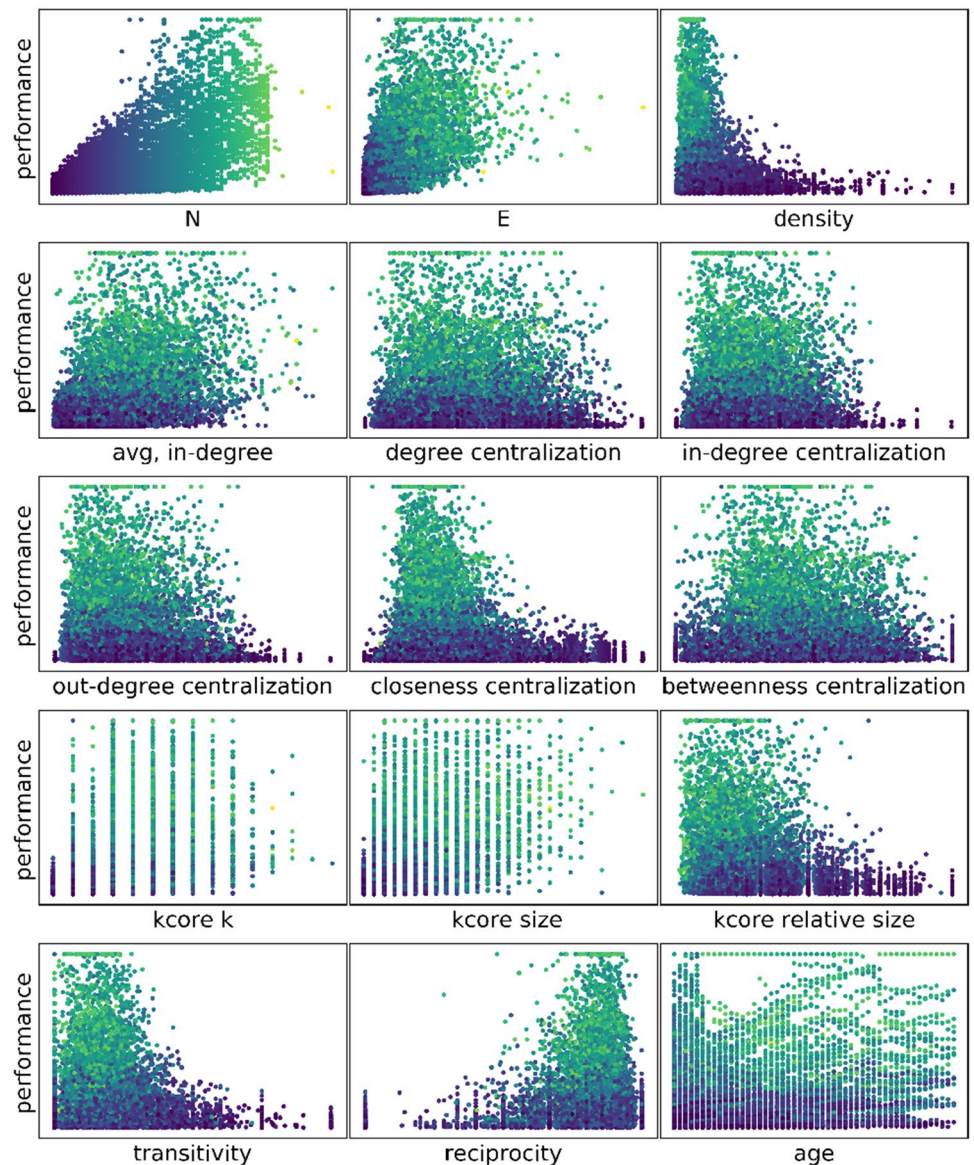 performance
N
E
density
performance
avg, in-degree
degree centralization
in-degree centralization
performance
out-degree centralization
closeness centralization
betweenness centralization
performance
kcore k
kcore size
kcore relative size
performance
transitivity
reciprocity
age